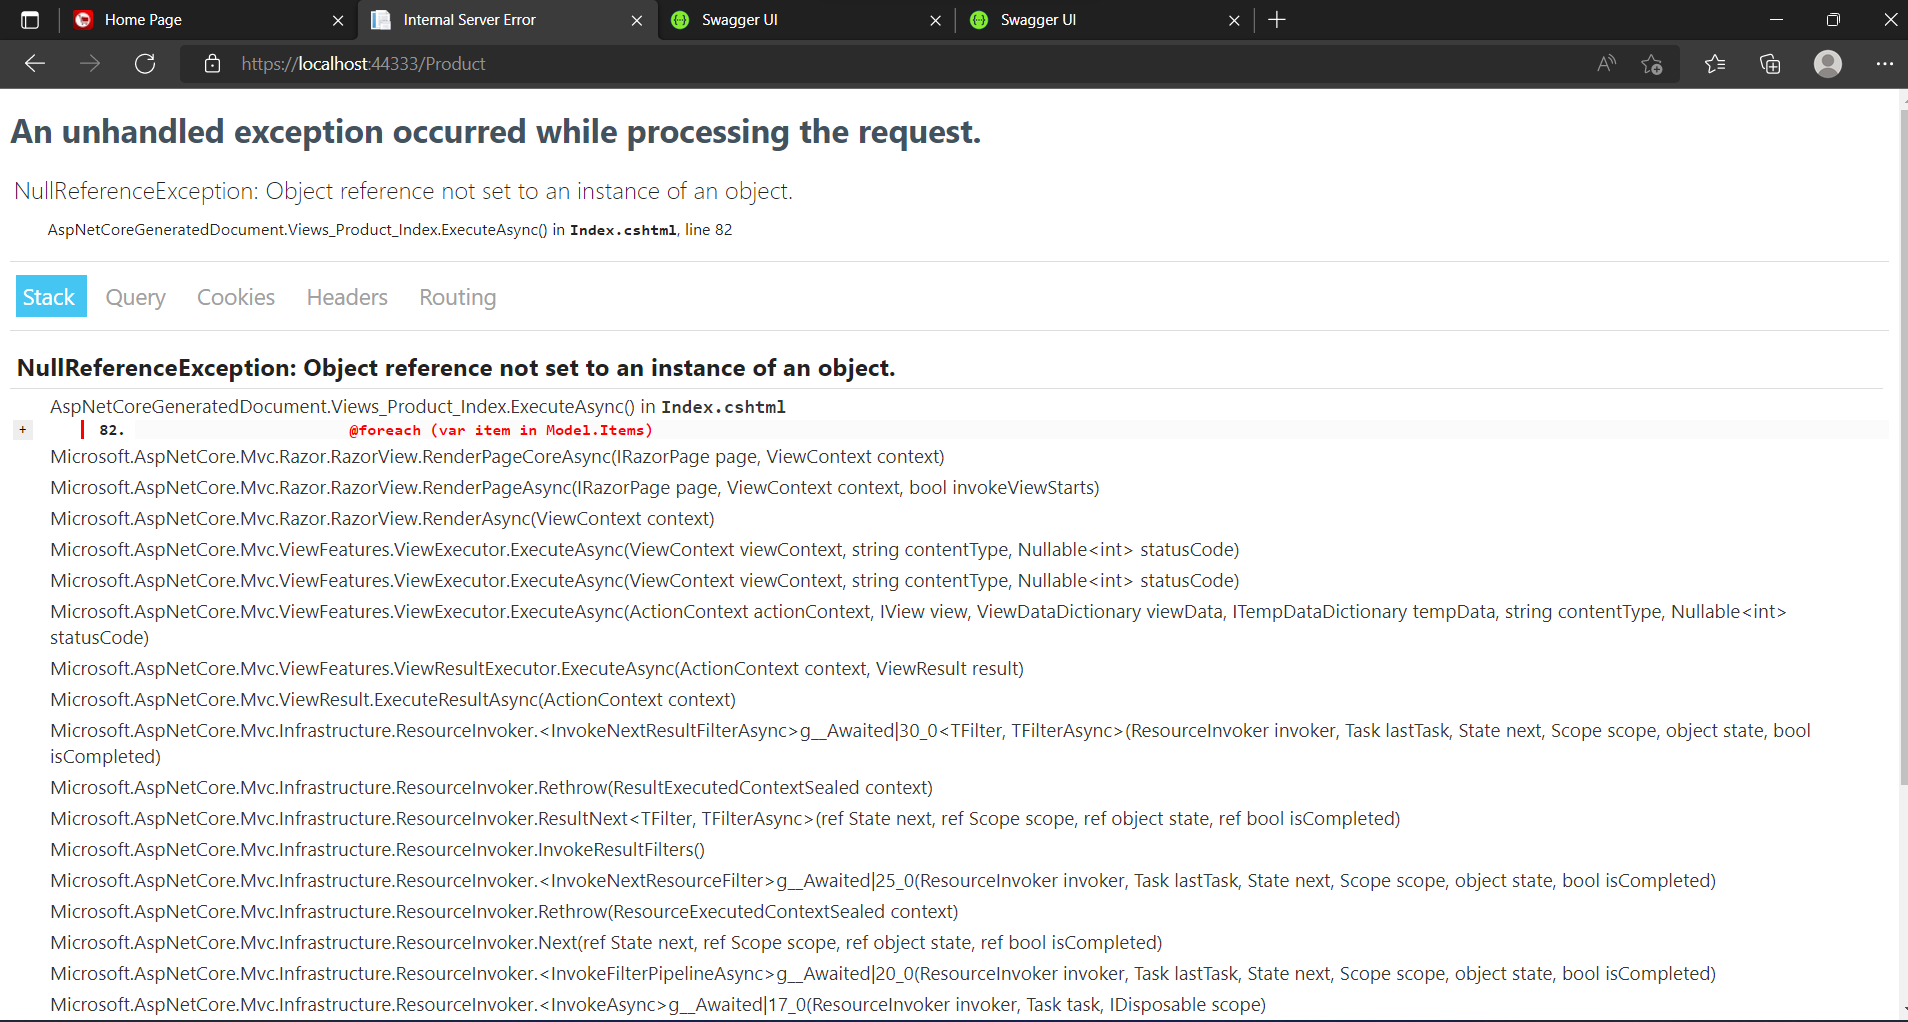 Home Page
Internal Server Error
Swagger UI
Swagger UI
https://localhost:44333/Product
An unhandled exception occurred while processing the request.
NullReferenceException: Object reference not set to an instance of an object.
AspNetCoreGeneratedDocument.Views_Product_Index.ExecuteAsync() in Index.cshtml, line 82
Stack Query Cookies Headers Routing
NullReferenceException: Object reference not set to an instance of an object.
AspNetCoreGeneratedDocument.Views_Product_Index.ExecuteAsync() in Index.cshtml
+ 82. @foreach (var item in Model.Items)
Microsoft.AspNetCore.Mvc.Razor.RazorView.RenderPageCoreAsync(IRazorPage page, ViewContext context)
Microsoft.AspNetCore.Mvc.Razor.RazorView.RenderPageAsync(IRazorPage page, ViewContext context, bool invokeViewStarts)
Microsoft.AspNetCore.Mvc.Razor.RazorView.RenderAsync(ViewContext context)
Microsoft.AspNetCore.Mvc.ViewFeatures.ViewExecutor.ExecuteAsync(ViewContext viewContext, string contentType, Nullable<int> statusCode)
Microsoft.AspNetCore.Mvc.ViewFeatures.ViewExecutor.ExecuteAsync(ViewContext viewContext, string contentType, Nullable<int> statusCode)
Microsoft.AspNetCore.Mvc.ViewFeatures.ViewExecutor.ExecuteAsync(ActionContext actionContext, IView view, ViewDataDictionary viewData, ITempDataDictionary tempData, string contentType, Nullable<int>
statusCode)
Microsoft.AspNetCore.Mvc.ViewFeatures.ViewResultExecutor.ExecuteAsync(ActionContext context, ViewResult result)
Microsoft.AspNetCore.Mvc.ViewResult.ExecuteResultAsync(ActionContext context)
Microsoft.AspNetCore.Mvc.Infrastructure.ResourceInvoker.<InvokeNextResultFilterAsync>g__Awaited|30_0<TFilter, TFilterAsync>(ResourceInvoker invoker, Task lastTask, State next, Scope scope, object state, bool
isCompleted)
Microsoft.AspNetCore.Mvc.Infrastructure.ResourceInvoker.Rethrow(ResultExecutedContextSealed context)
Microsoft.AspNetCore.Mvc.Infrastructure.ResourceInvoker.ResultNext<TFilter, TFilterAsync>(ref State next, ref Scope scope, ref object state, ref bool isCompleted)
Microsoft.AspNetCore.Mvc.Infrastructure.ResourceInvoker.InvokeResultFilters()
Microsoft.AspNetCore.Mvc.Infrastructure.ResourceInvoker.<InvokeNextResourceFilter>g__Awaited|25_0(ResourceInvoker invoker, Task lastTask, State next, Scope scope, object state, bool isCompleted)
Microsoft.AspNetCore.Mvc.Infrastructure.ResourceInvoker.Rethrow(ResourceExecutedContextSealed context)
Microsoft.AspNetCore.Mvc.Infrastructure.ResourceInvoker.Next(ref State next, ref Scope scope, ref object state, ref bool isCompleted)
Microsoft.AspNetCore.Mvc.Infrastructure.ResourceInvoker.<InvokeFilterPipelineAsync>g__Awaited|20_0(ResourceInvoker invoker, Task lastTask, State next, Scope scope, object state, bool isCompleted)
Microsoft.AspNetCore.Mvc.Infrastructure.ResourceInvoker.<InvokeAsync>g__Awaited|17_0(ResourceInvoker invoker, Task task, IDisposable scope)